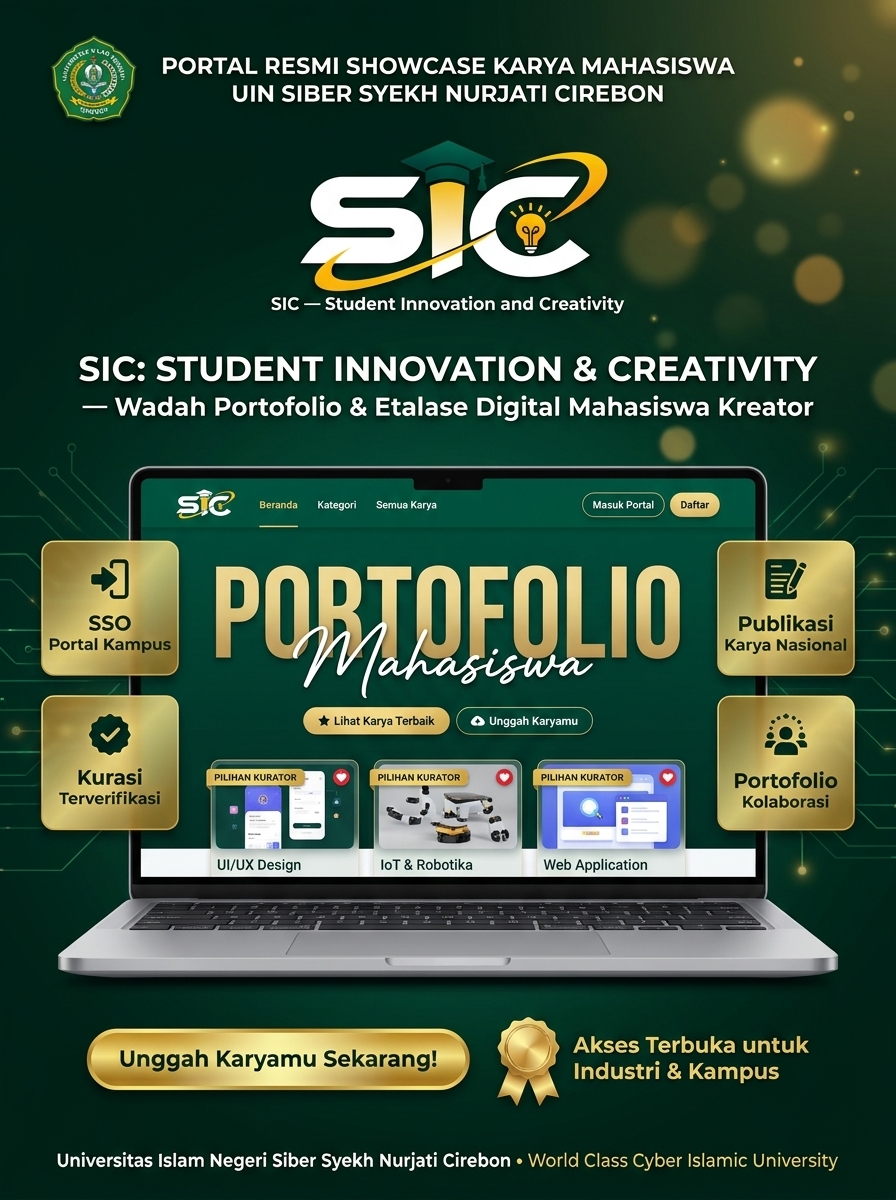 PORTAL RESMI SHOWCASE KARYA MAHASISWA
UIN SIBER SYEKH NURJATI CIREBON
SIC
SIC — Student Innovation and Creativity
SIC: STUDENT INNOVATION & CREATIVITY
— Wadah Portofolio & Etalase Digital Mahasiswa Kreator
SIC Beranda Kategori Semua Karya Masuk Portal Daftar
PORTOFOLIO
Mahasiswa
Lihat Karya Terbaik Unggah Karyamu
SSO
Portal Kampus
Kurasi
Terverifikasi
Publikasi
Karya Nasional
Portofolio
Kolaborasi
PILIHAN KURATOR PILIHAN KURATOR PILIHAN KURATOR
UI/UX Design IoT & Robotika Web Application
Unggah Karyamu Sekarang!
Akses Terbuka untuk
Industri & Kampus
Universitas Islam Negeri Siber Syekh Nurjati Cirebon • World Class Cyber Islamic University